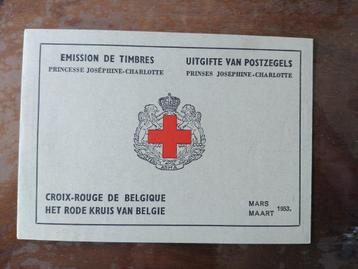 EMISSION DE TIMBRES
PRINCESSE JOSÉPHINE-CHARLOTTE
UITGIFTE VAN POSTZEGELS
PRINSES JOSEPHINE-CHARLOTTE
CROIX-ROUGE DE BELGIQUE
HET RODE KRUIS VAN BELGIE
MARS
MAART 1953.